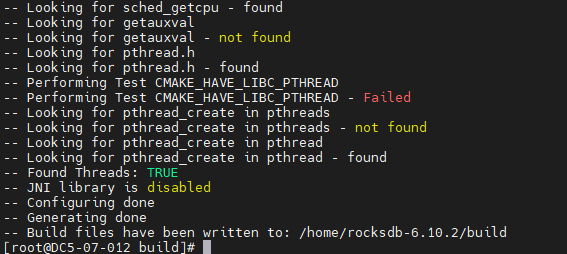 -- Looking for sched_getcpu - found
-- Looking for getauxval
-- Looking for getauxval - not found
-- Looking for pthread.h
-- Looking for pthread.h - found
-- Performing Test CMAKE_HAVE_LIBC_PTHREAD
-- Performing Test CMAKE_HAVE_LIBC_PTHREAD - Failed
-- Looking for pthread_create in pthreads
-- Looking for pthread_create in pthreads - not found
-- Looking for pthread_create in pthread
-- Looking for pthread_create in pthread - found
-- Found Threads: TRUE
-- JNI library is disabled
-- Configuring done
-- Generating done
-- Build files have been written to: /home/rocksdb-6.10.2/build
[root@DC5-07-012 build]#